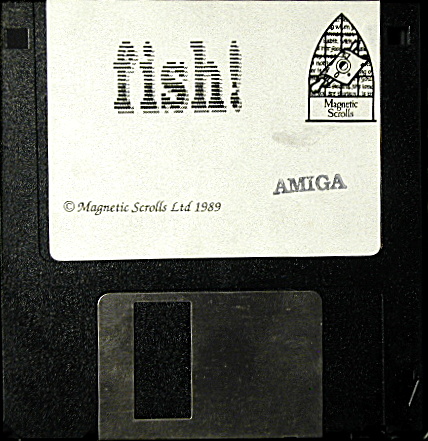 fish!
Magnetic
Scrolls
AMIGA
© Magnetic Scrolls Ltd 1989